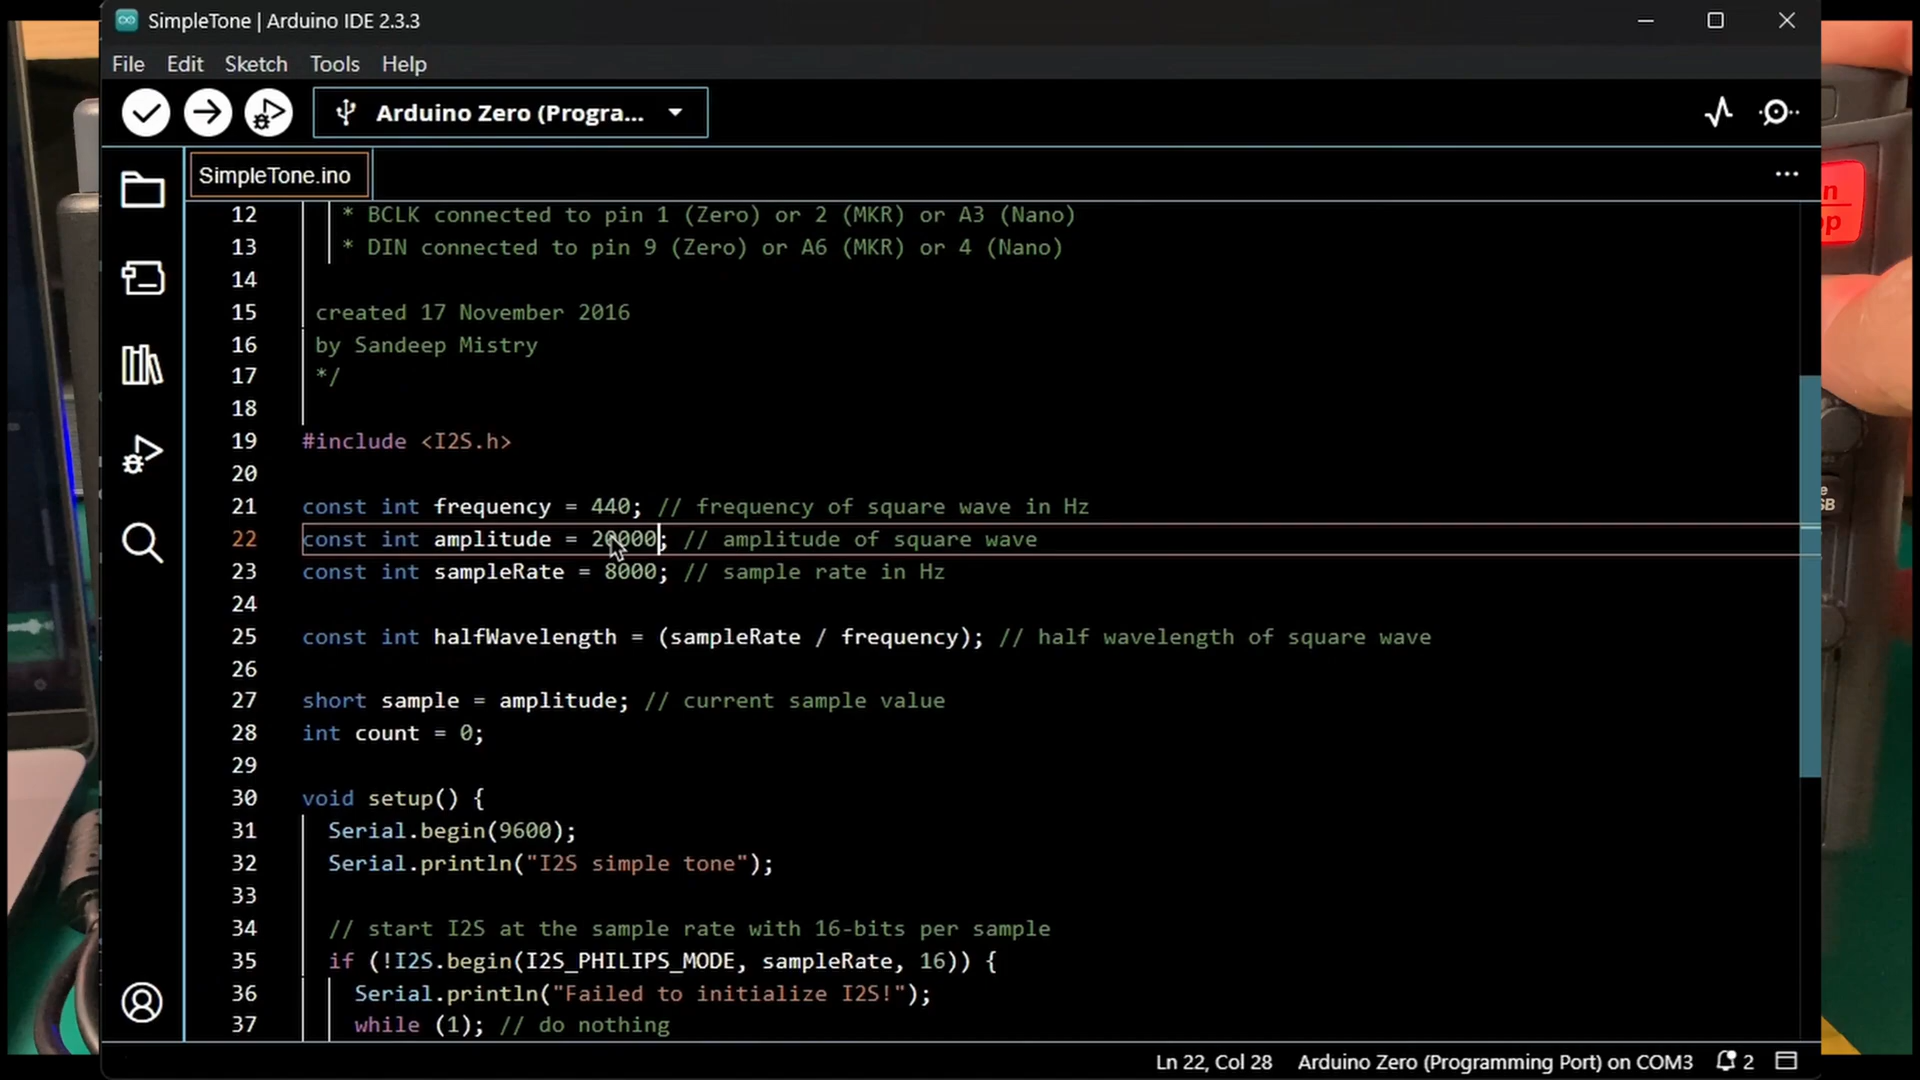 SimpleTone | Arduino IDE 2.3.3
File Edit Sketch Tools Help
Arduino Zero (Progra...
SimpleTone.ino
12 * BCLK connected to pin 1 (Zero) or 2 (MKR) or A3 (Nano)
13 * DIN connected to pin 9 (Zero) or A6 (MKR) or 4 (Nano)
14
15 created 17 November 2016
16 by Sandeep Mistry
17 */
18
19 #include <I2S.h>
20
21 const int frequency = 440; // frequency of square wave in Hz
22 const int amplitude = 20000; // amplitude of square wave
23 const int sampleRate = 8000; // sample rate in Hz
24
25 const int halfWavelength = (sampleRate / frequency); // half wavelength of square wave
26
27 short sample = amplitude; // current sample value
28 int count = 0;
29
30 void setup() {
31 Serial.begin(9600);
32 Serial.println("I2S simple tone");
33
34 // start I2S at the sample rate with 16-bits per sample
35 if (!I2S.begin(I2S_PHILIPS_MODE, sampleRate, 16)) {
36 Serial.println("Failed to initialize I2S!");
37 while (1); // do nothing
Ln 22, Col 28 Arduino Zero (Programming Port) on COM3 2